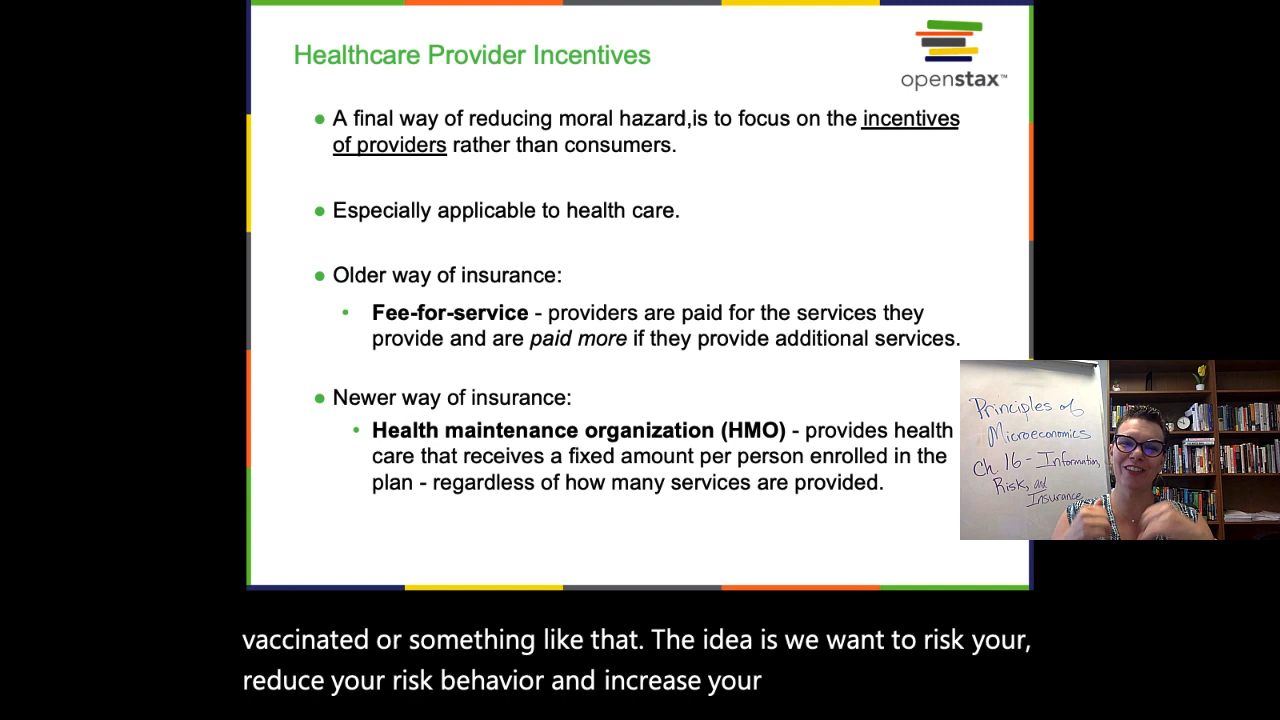 Healthcare Provider Incentives
openstax™
● A final way of reducing moral hazard,is to focus on the incentives
of providers rather than consumers.
● Especially applicable to health care.
● Older way of insurance:
• Fee-for-service - providers are paid for the services they
provide and are paid more if they provide additional services.
● Newer way of insurance:
• Health maintenance organization (HMO) - provides health
care that receives a fixed amount per person enrolled in the
plan - regardless of how many services are provided.
Principles of
Microeconomics
Ch 16 - Information,
Risk, and
Insurance
vaccinated or something like that. The idea is we want to risk your,
reduce your risk behavior and increase your